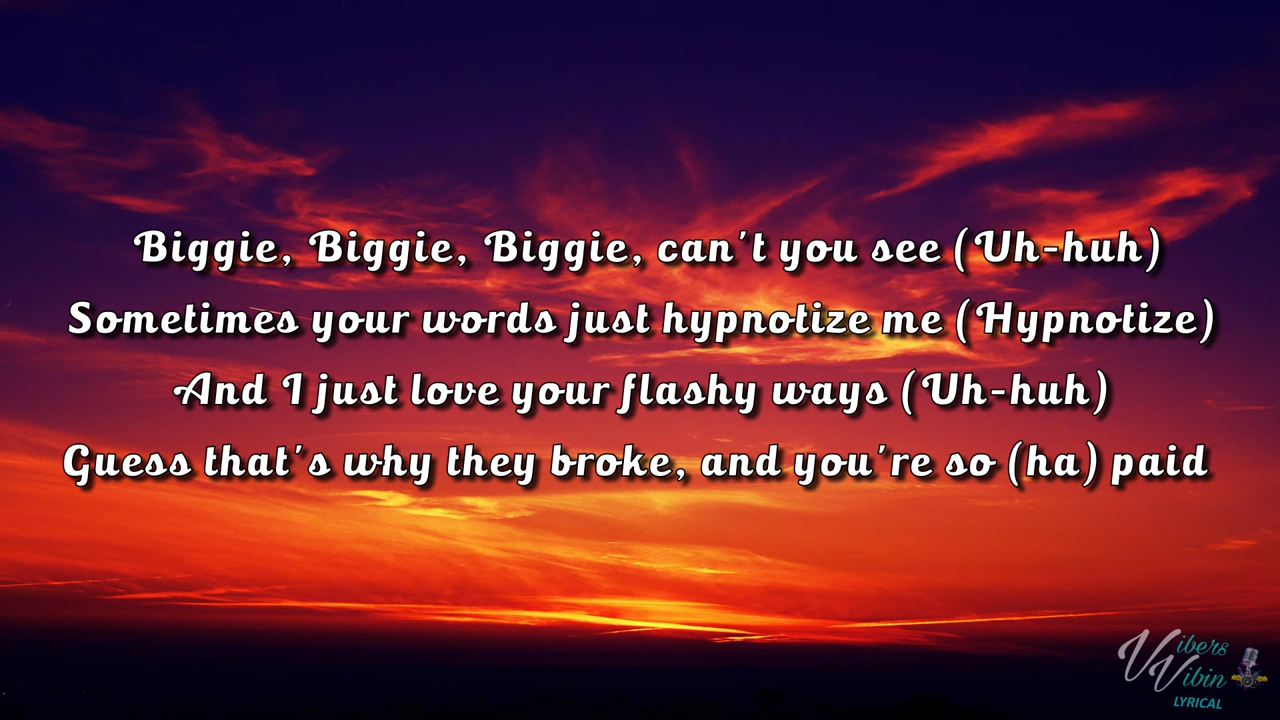 Biggie, Biggie, Biggie, can't you see (Uh-huh)
Sometimes your words just hypnotize me (Hypnotize)
And I just love your flashy ways (Uh-huh)
Guess that's why they broke, and you're so (ha) paid
Vibers
Vibin
LYRICAL